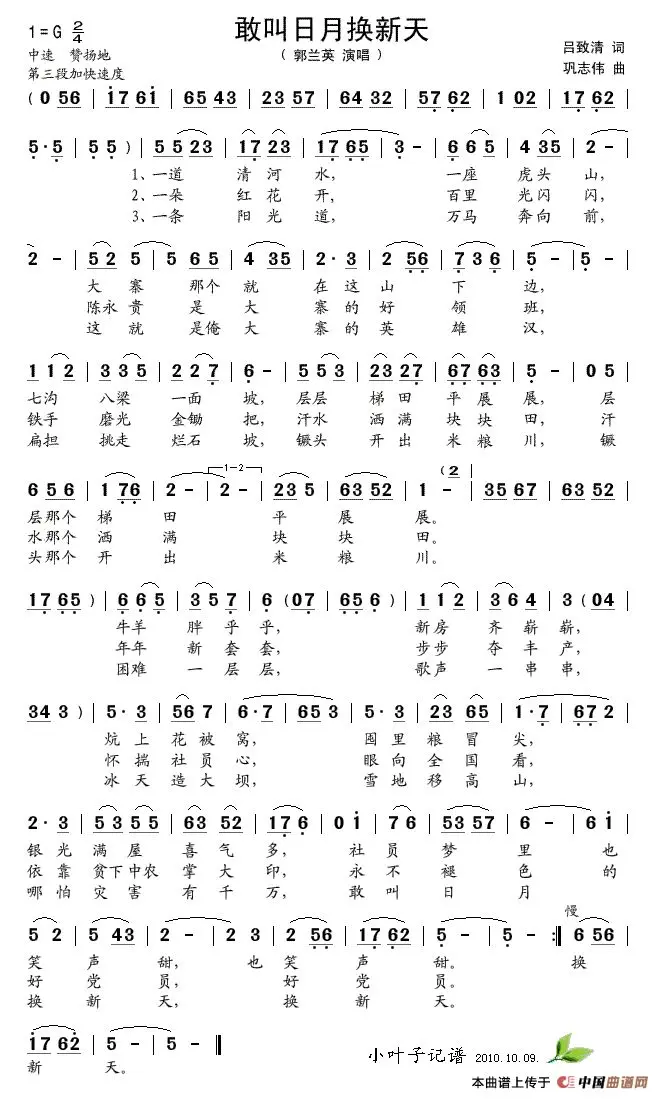 敢叫日月换新天
1=G 2/4
（ 郭兰英 演唱 ）
吕致清 词
中速 赞扬地
巩志伟 曲
第三段加快速度
(0 56 | 17 61 | 65 43 | 23 57 | 64 32 | 57 62 | 1 02 | 17 62 |
5·5 | 5 5 ) | 5 5 23 | 17 23 | 17 65 | 3 - | 6 6 5 | 4 35 | 2 - |
1、一道 清 河 水， 一座 虎头 山，
2、一朵 红 花 开， 百里 光闪 闪，
3、一条 阳 光 道， 万马 奔向 前，
2 - | 5 2 5 | 5 6 5 | 4 35 | 2·3 | 2 56 | 7 3 6 | 5 - | 5 - |
大 寨 那个 就 在 这 山 下 边，
陈永 贵 是 大 寨 的 好 领 班，
这 就 是俺 大 寨 的 英 雄 汉，
1 1 2 | 3 3 5 | 2 2 7 | 6 - | 5 5 3 | 23 27 | 67 63 | 5 - | 0 5
七沟 八梁 一面 坡， 层层 梯 田 平 展 展， 层
铁手 磨光 金锄 把， 汗水 洒 满 块 块 田， 汗
扁担 挑走 烂石 坡， 镢头 开 出 米 粮 川， 镢
1-2
(2
6 5 6 | 1 76 | 2 - | 2 - | 23 5 | 63 52 | 1 - | 35 67 | 63 52 |
层那个 梯 田 平 展 展。
水那个 洒 满 块 块 田。
头那个 开 出 米 粮 川。
17 65 ) | 6 6 5 | 3 5 7 | 6 (07 | 65 6 ) | 1 1 2 | 3 6 4 | 3 (04 |
牛羊 胖 乎 乎， 新房 齐 崭 崭，
年年 新 套 套， 步步 夺 丰 产，
困难 一 层 层， 歌声 一 串 串，
34 3 ) | 5·3 | 56 7 | 6·7 | 65 3 | 5·3 | 23 65 | 1·7 | 67 2 |
炕 上 花 被 窝， 囤 里 粮 冒 尖，
怀 揣 社 员 心， 眼 向 全 国 看，
冰 天 造 大 坝， 雪 地 移 高 山，
2·3 | 5 3 5 5 | 63 52 | 17 6 | 0 1 | 7 6 | 53 57 | 6 - | 6 1 |
银 光 满 屋 喜 气 多， 社 员 梦 里 也
依 靠 贫下中农 掌 大 印， 永 不 褪 色 的
哪 怕 灾 害 有 千 万， 敢 叫 日 月
慢
5 2 | 5 43 | 2 - | 2 3 | 2 56 | 17 62 | 5 - | 5 - :‖ 6 56 |
笑 声 甜， 也 笑 声 甜。 换
好 党 员， 好 党 员。
换 新 天， 换 新 天。
17 62 | 5 - | 5 - ‖
新 天。
小叶子记谱 2010.10.09.
本曲谱上传于 中国曲谱网